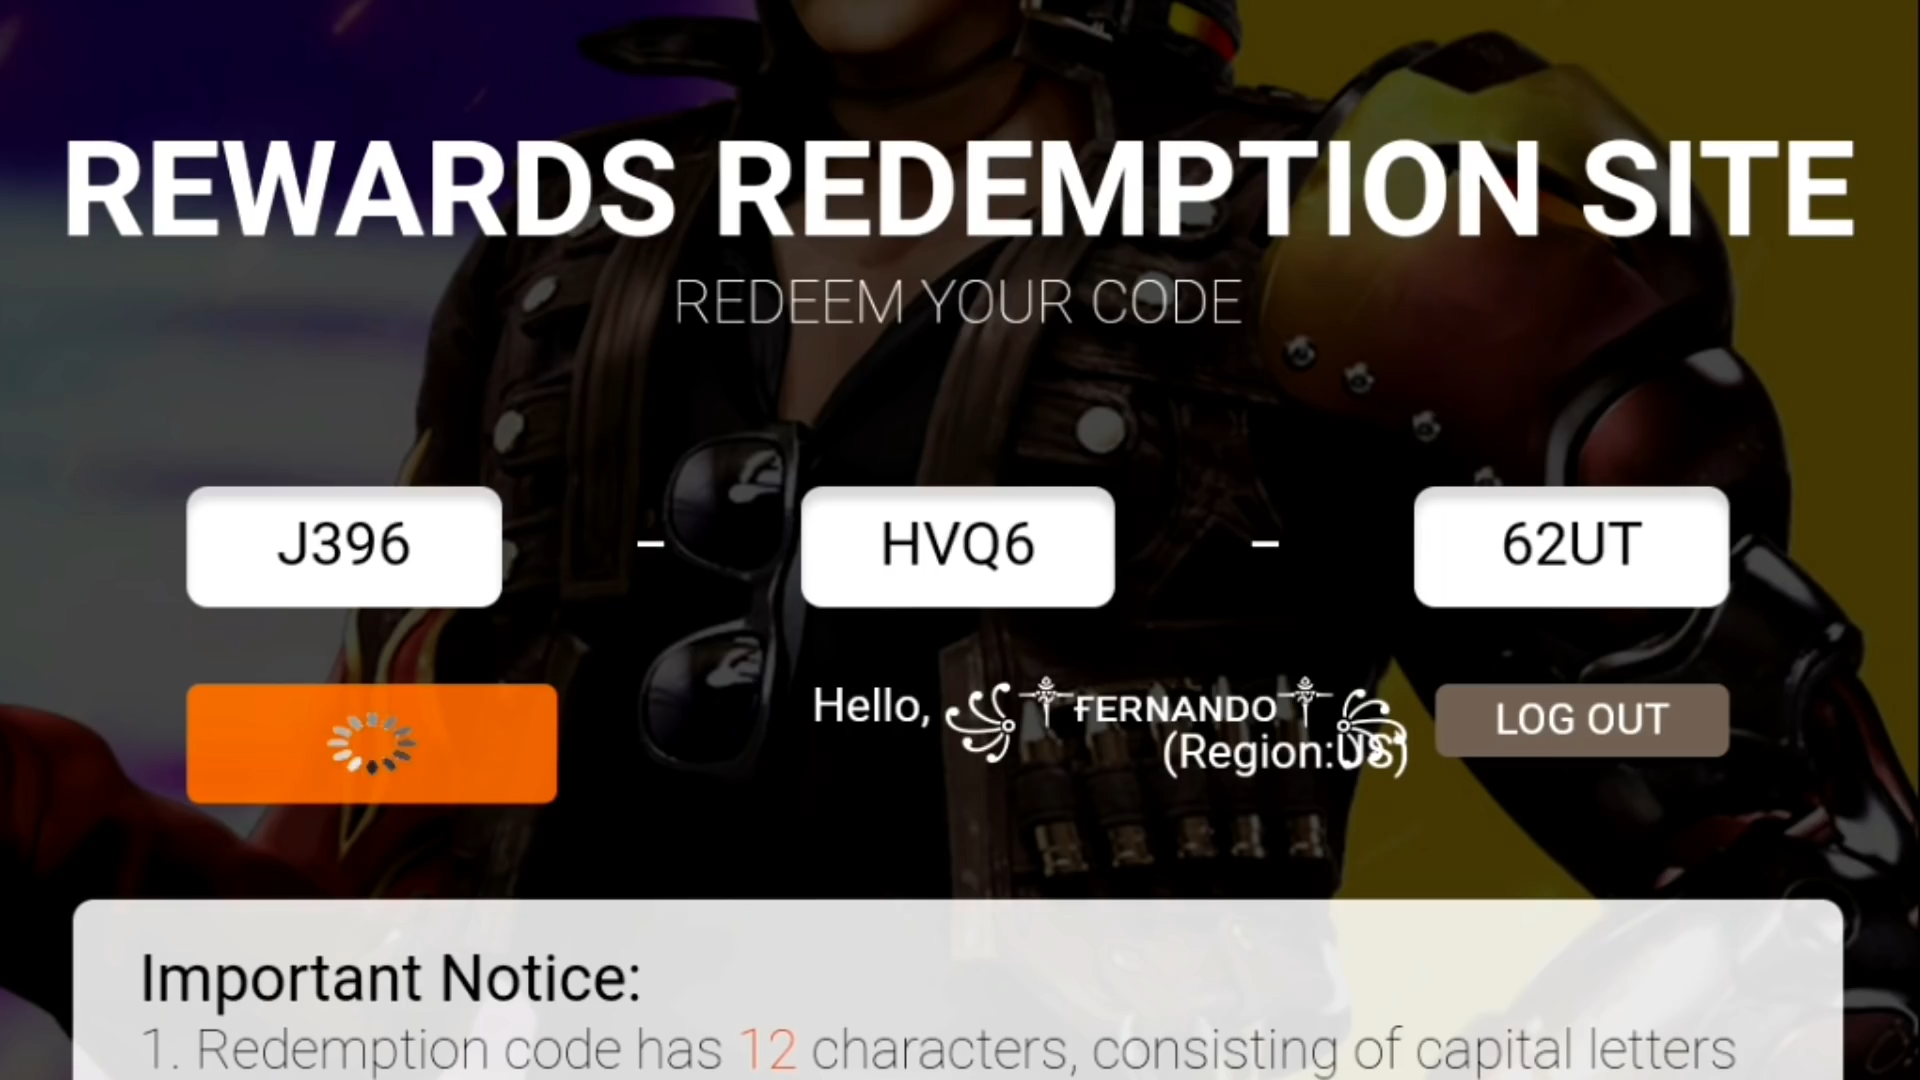 REWARDS REDEMPTION SITE
REDEEM YOUR CODE
J396 – HVQ6 – 62UT
Hello, ꧁༒FERNANDO༒꧂ (Region:US)
LOG OUT
Important Notice:
1. Redemption code has 12 characters, consisting of capital letters